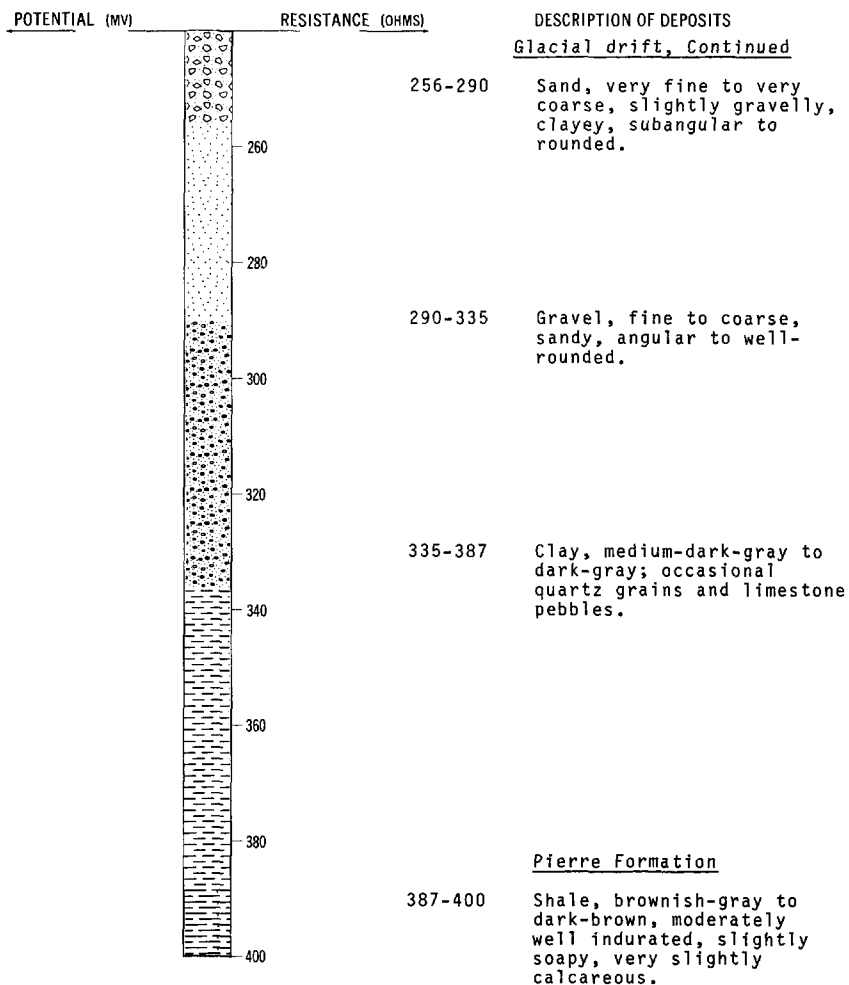 POTENTIAL (MV) RESISTANCE (OHMS) DESCRIPTION OF DEPOSITS
Glacial drift, Continued
256-290 Sand, very fine to very
coarse, slightly gravelly,
clayey, subangular to
rounded.
260
280
290-335 Gravel, fine to coarse,
sandy, angular to well-
rounded.
300
320
335-387 Clay, medium-dark-gray to
dark-gray; occasional
quartz grains and limestone
pebbles.
340
360
380
Pierre Formation
387-400 Shale, brownish-gray to
dark-brown, moderately
well indurated, slightly
soapy, very slightly
calcareous.
400